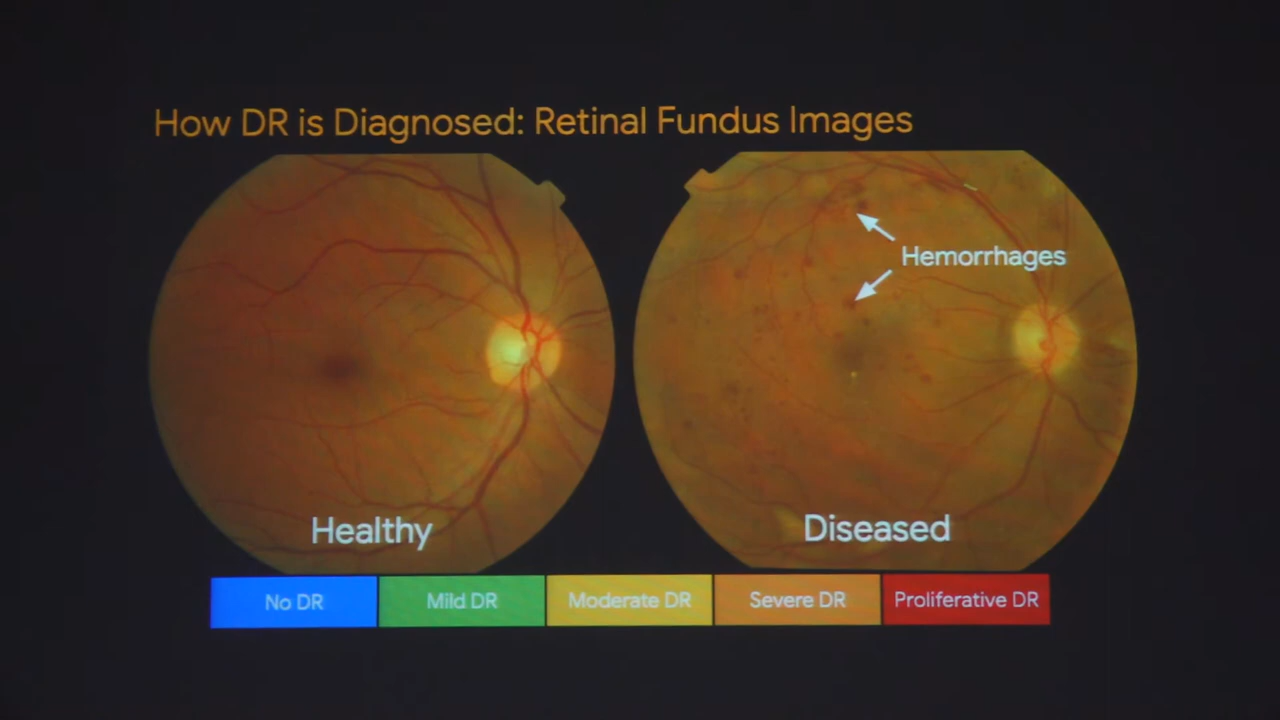 How DR is Diagnosed: Retinal Fundus Images
Hemorrhages
Healthy
Diseased
No DR
Mild DR
Moderate DR
Severe DR
Proliferative DR